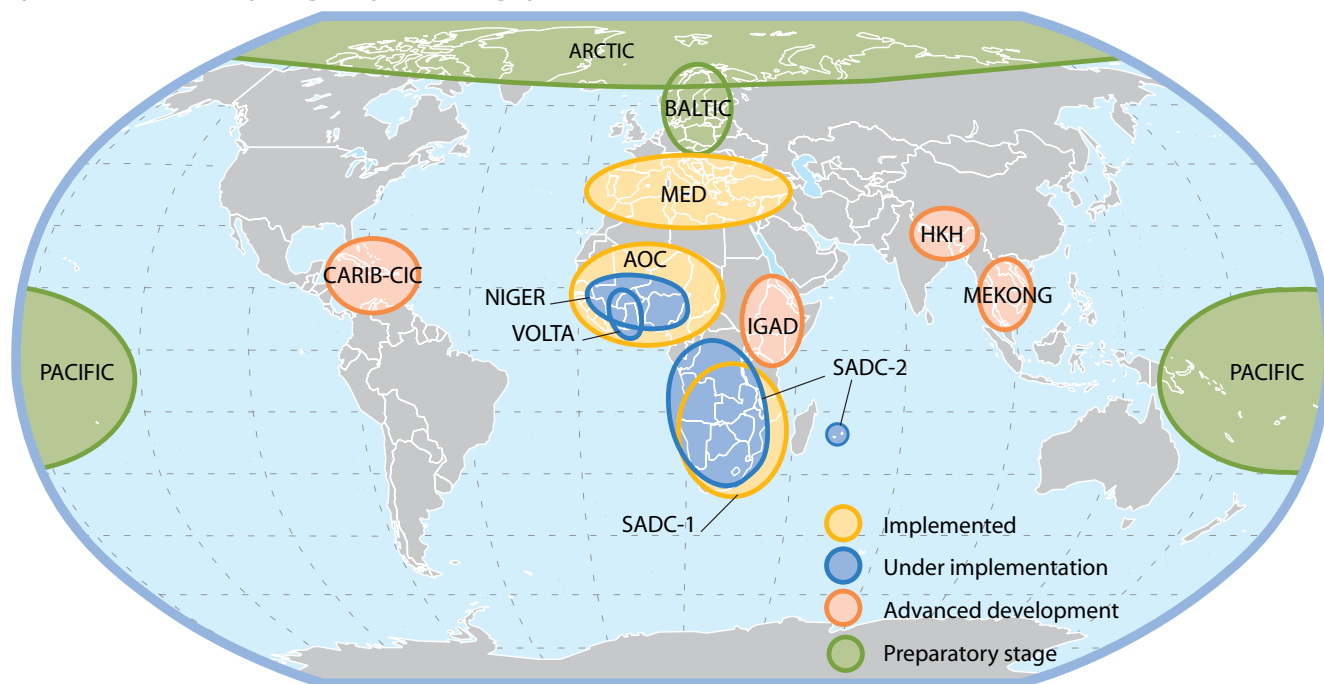 ARCTIC
BALTIC
MED
HKH
AOC
CARIB-CIC
NIGER
MEKONG
VOLTA
IGAD
PACIFIC
SADC-2
PACIFIC
SADC-1
Implemented
Under implementation
Advanced development
Preparatory stage